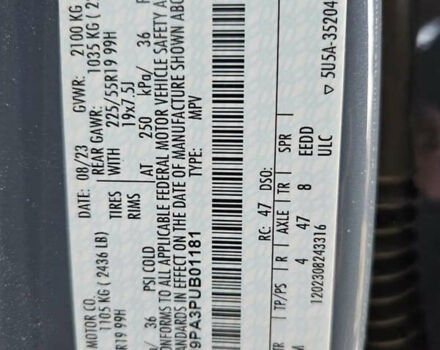 MOTOR CO. 08/23 GVWR: 2100 KG
1105 KG ( 2436 LB) REAR GAWR: 1035 KG ( 2
R19 99H TIRES WITH 225/55R19 99H
RIMS 19x7.5J
36 PSI COLD AT 250 kPa/ 36
ALL APPLICABLE FEDERAL MOTOR VEHICLE SAFETY AN
STANDARDS IN EFFECT ON THE DATE OF MANUFACTURE SHOWN ABO
9PA3PUB01181 TYPE: MPV
RC: 47 DSO:
TP/PS R AXLE TR SPR
4 47 8 EEDD
1202308243316 ULC
▽ 5U5A-35204